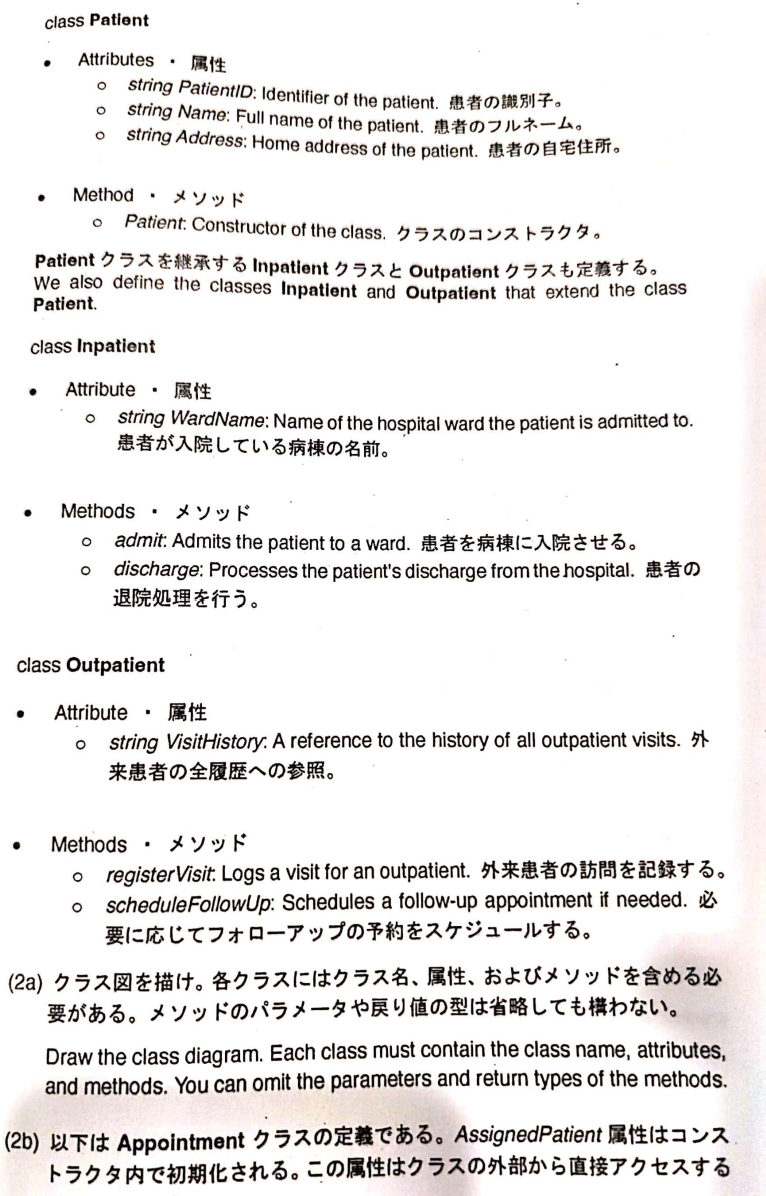 class Patient
• Attributes ・ 属性
○ string PatientID: Identifier of the patient. 患者の識別子。
○ string Name: Full name of the patient. 患者のフルネーム。
○ string Address: Home address of the patient. 患者の自宅住所。
• Method ・ メソッド
○ Patient: Constructor of the class. クラスのコンストラクタ。
Patient クラスを継承する Inpatient クラスと Outpatient クラスも定義する。
We also define the classes Inpatient and Outpatient that extend the class
Patient.
class Inpatient
• Attribute ・ 属性
○ string WardName: Name of the hospital ward the patient is admitted to.
患者が入院している病棟の名前。
• Methods ・ メソッド
○ admit: Admits the patient to a ward. 患者を病棟に入院させる。
○ discharge: Processes the patient's discharge from the hospital. 患者の
退院処理を行う。
class Outpatient
• Attribute ・ 属性
○ string VisitHistory: A reference to the history of all outpatient visits. 外
来患者の全履歴への参照。
• Methods ・ メソッド
○ registerVisit: Logs a visit for an outpatient. 外来患者の訪問を記録する。
○ scheduleFollowUp: Schedules a follow-up appointment if needed. 必
要に応じてフォローアップの予約をスケジュールする。
(2a) クラス図を描け。各クラスにはクラス名、属性、およびメソッドを含める必
要がある。メソッドのパラメータや戻り値の型は省略しても構わない。
Draw the class diagram. Each class must contain the class name, attributes,
and methods. You can omit the parameters and return types of the methods.
(2b) 以下は Appointment クラスの定義である。AssignedPatient 属性はコンス
トラクタ内で初期化される。この属性はクラスの外部から直接アクセスする